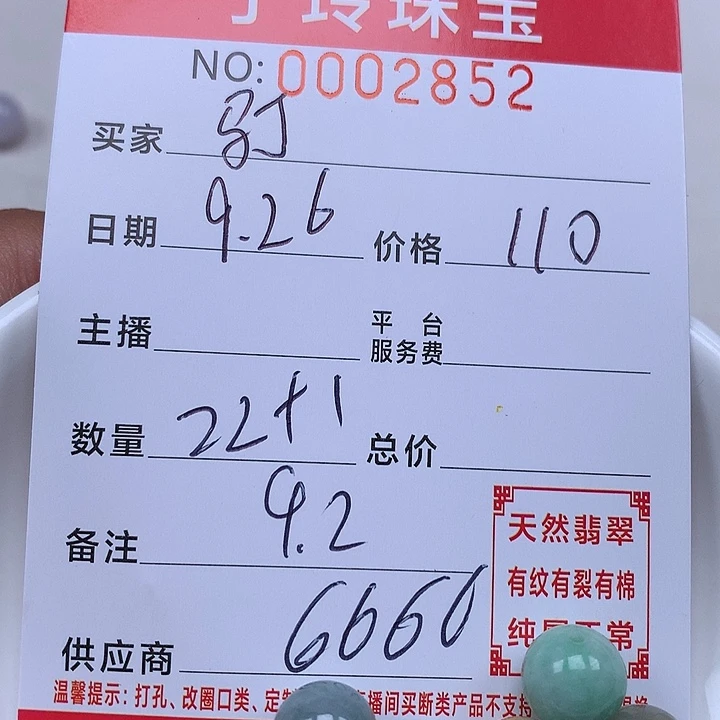 玲珠宝
NO: 0002852
买家
日期 9.26 价格 110
主播 平台服务费
数量 22+1 总价
备注 9.2
供应商 6660
天然翡翠
有纹有裂有棉
温馨提示: 打孔、改圈口类、定 播间买断类产品不支持